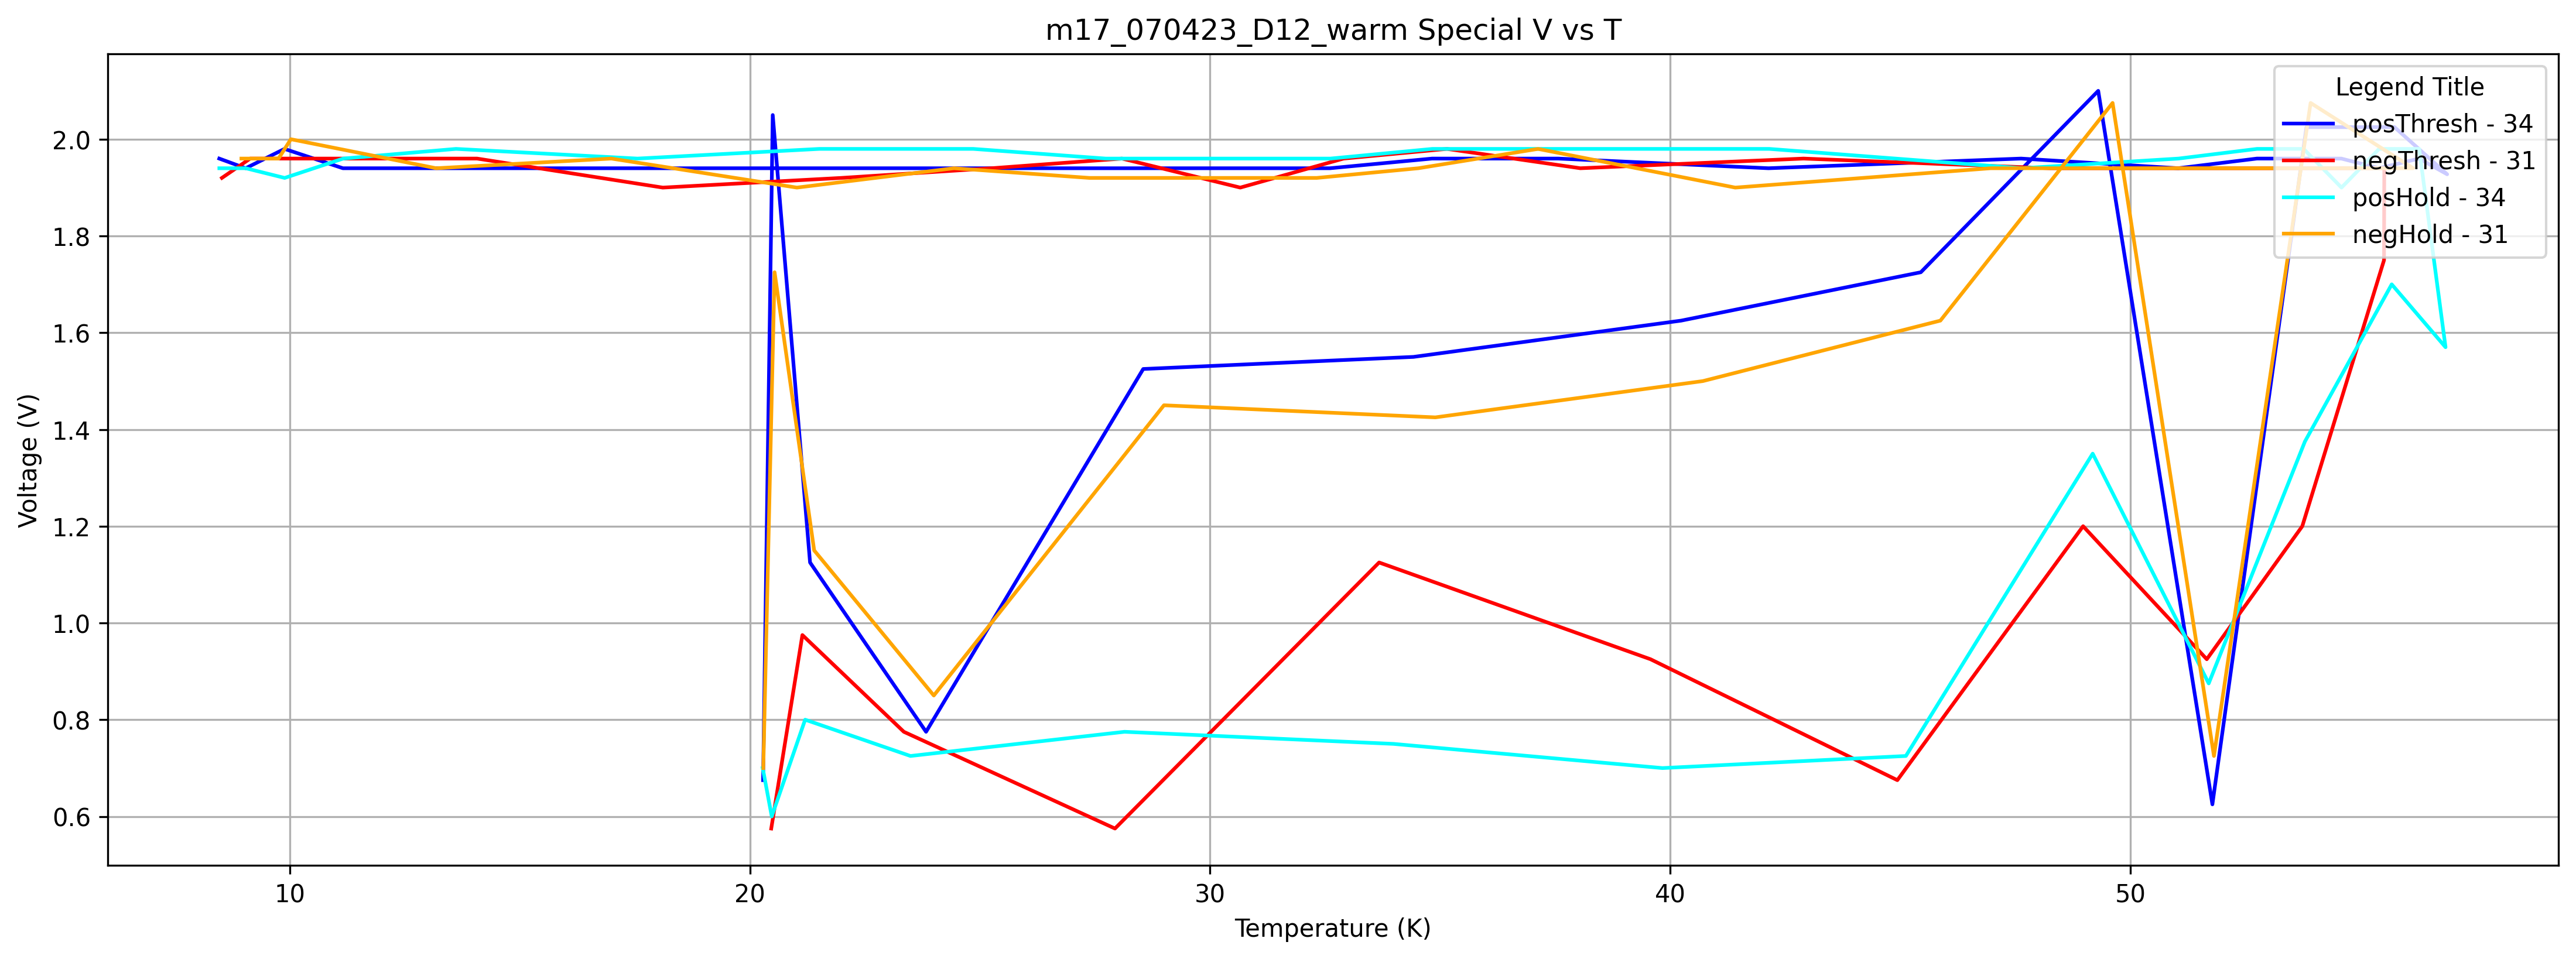 m17_070423_D12_warm Special V vs T
Legend Title
posThresh - 34
negThresh - 31
posHold - 34
negHold - 31
Voltage (V)
2.0
1.8
1.6
1.4
1.2
1.0
0.8
0.6
10 20 30 40 50
Temperature (K)